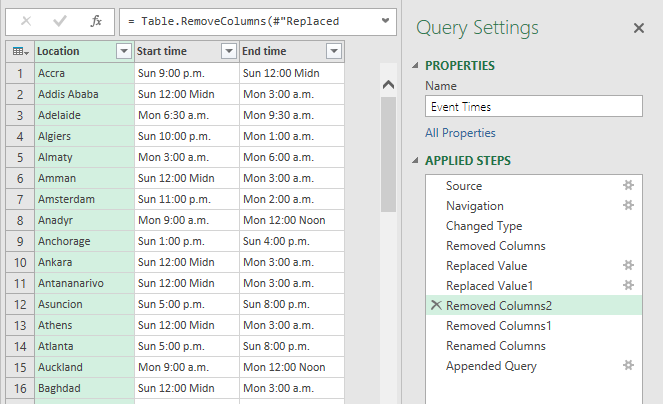 = Table.RemoveColumns(#"Replaced
Location Start time End time
1 Accra Sun 9:00 p.m. Sun 12:00 Midn
2 Addis Ababa Sun 12:00 Midn Mon 3:00 a.m.
3 Adelaide Mon 6:30 a.m. Mon 9:30 a.m.
4 Algiers Sun 10:00 p.m. Mon 1:00 a.m.
5 Almaty Mon 3:00 a.m. Mon 6:00 a.m.
6 Amman Sun 12:00 Midn Mon 3:00 a.m.
7 Amsterdam Sun 11:00 p.m. Mon 2:00 a.m.
8 Anadyr Mon 9:00 a.m. Mon 12:00 Noon
9 Anchorage Sun 1:00 p.m. Sun 4:00 p.m.
10 Ankara Sun 12:00 Midn Mon 3:00 a.m.
11 Antananarivo Sun 12:00 Midn Mon 3:00 a.m.
12 Asuncion Sun 5:00 p.m. Sun 8:00 p.m.
13 Athens Sun 12:00 Midn Mon 3:00 a.m.
14 Atlanta Sun 5:00 p.m. Sun 8:00 p.m.
15 Auckland Mon 9:00 a.m. Mon 12:00 Noon
16 Baghdad Sun 12:00 Midn Mon 3:00 a.m.
Query Settings
PROPERTIES
Name
Event Times
All Properties
APPLIED STEPS
Source
Navigation
Changed Type
Removed Columns
Replaced Value
Replaced Value1
Removed Columns2
Removed Columns1
Renamed Columns
Appended Query